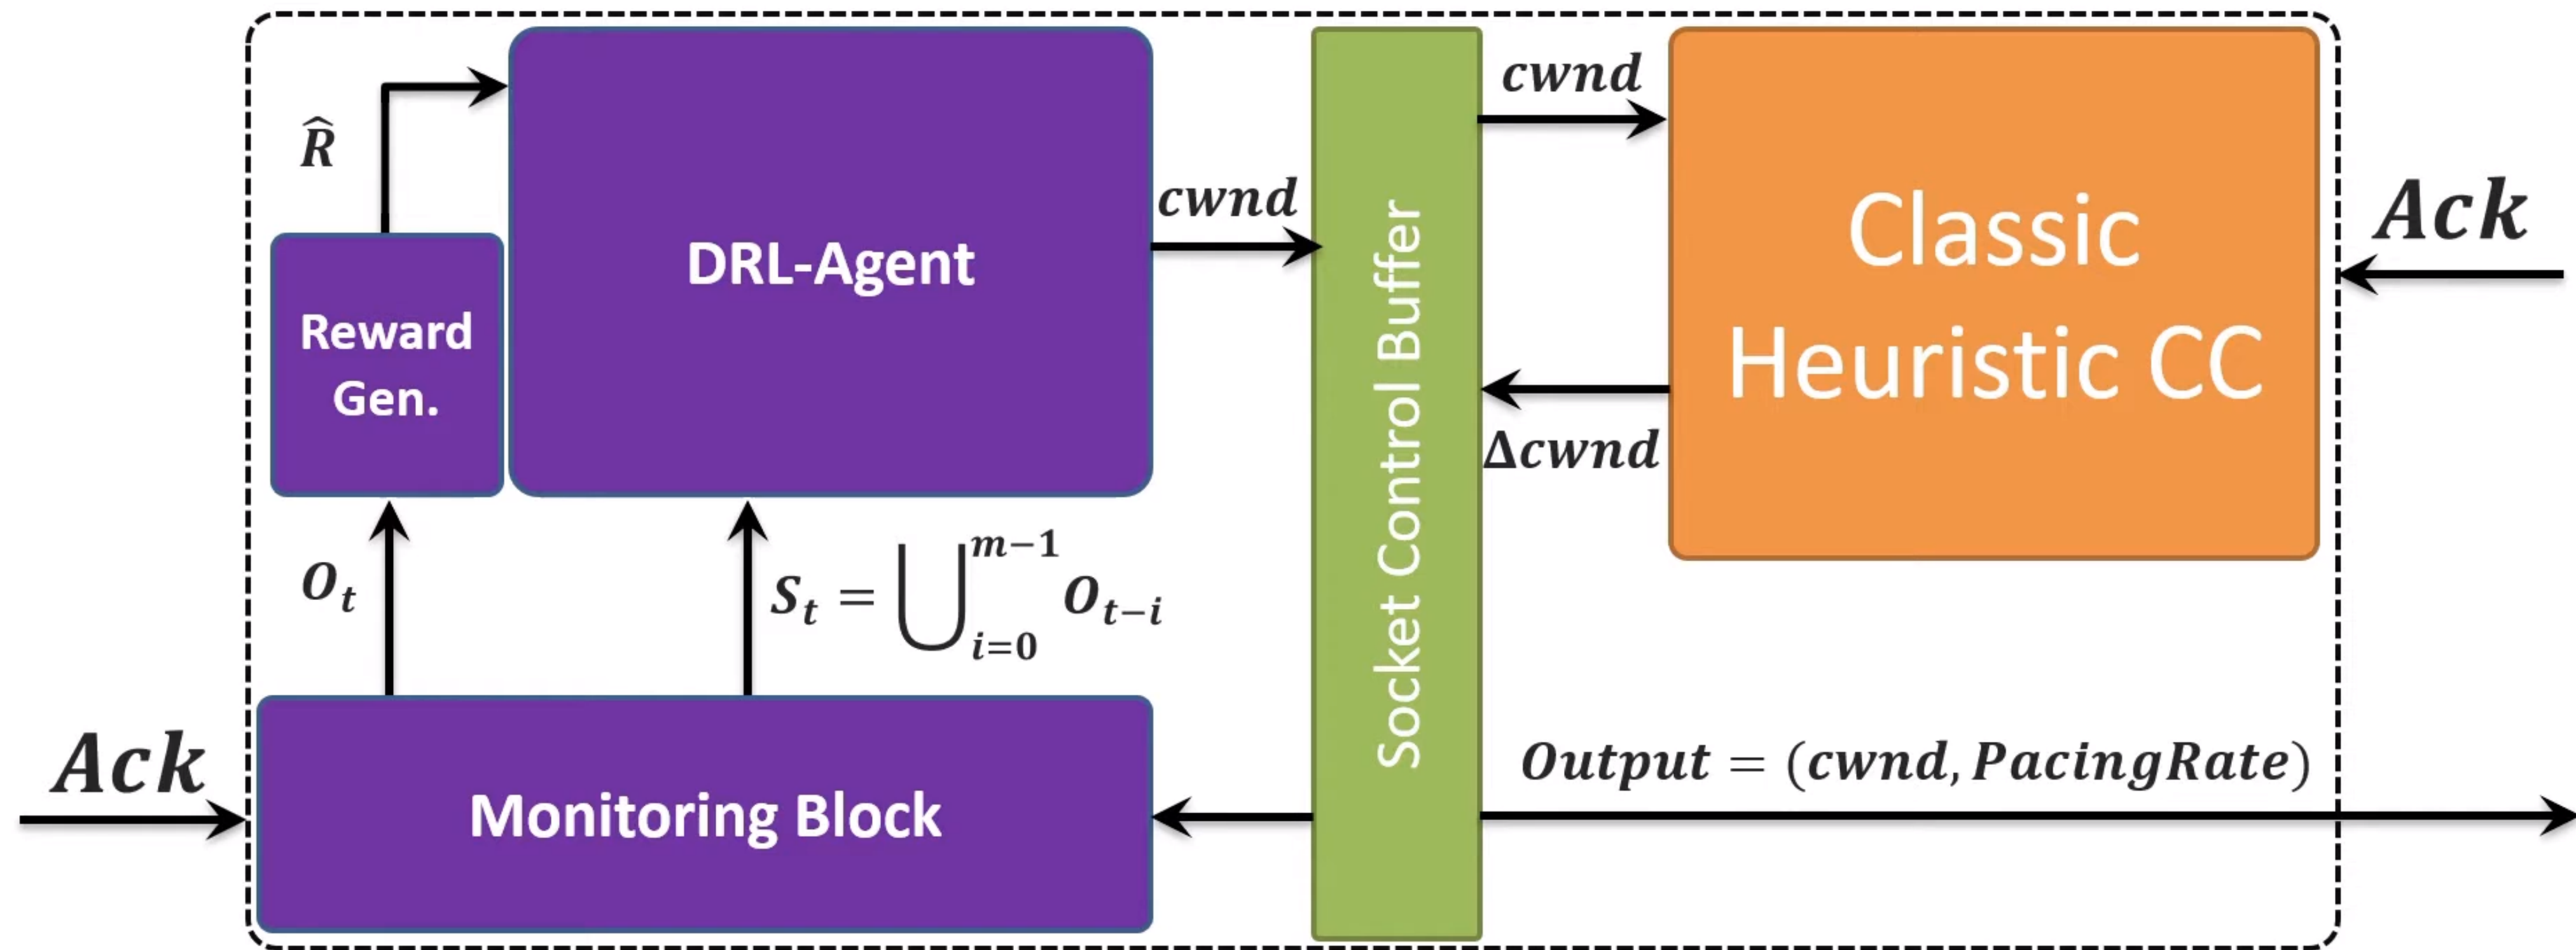 R̂
Reward
Gen.
DRL-Agent
cwnd
Socket Control Buffer
cwnd
Δcwnd
Classic
Heuristic CC
Ack
O_t
S_t = ⋃_{i=0}^{m−1} O_{t−i}
Ack
Monitoring Block
Output = (cwnd, PacingRate)